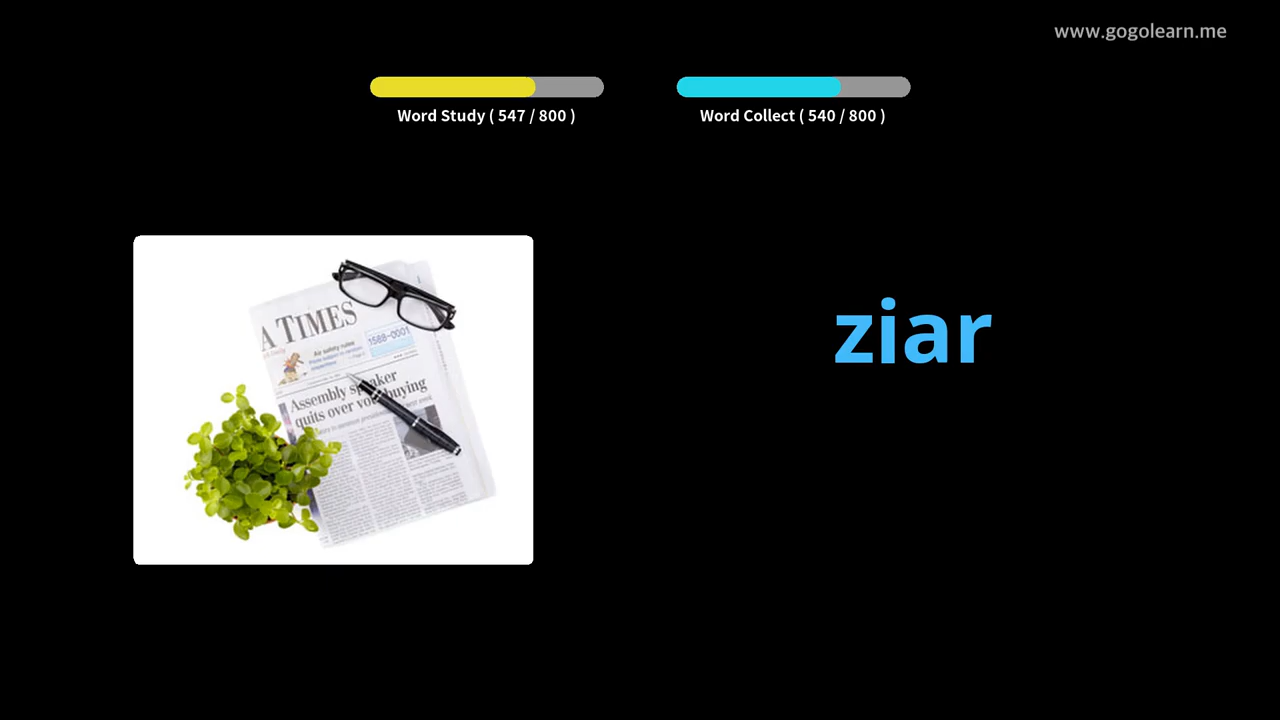 www.gogolearn.me
Word Study ( 547 / 800 )
Word Collect ( 540 / 800 )
ziar
A TIMES
Air safety rules
1588-0001
Assembly speaker
quits over vote buying